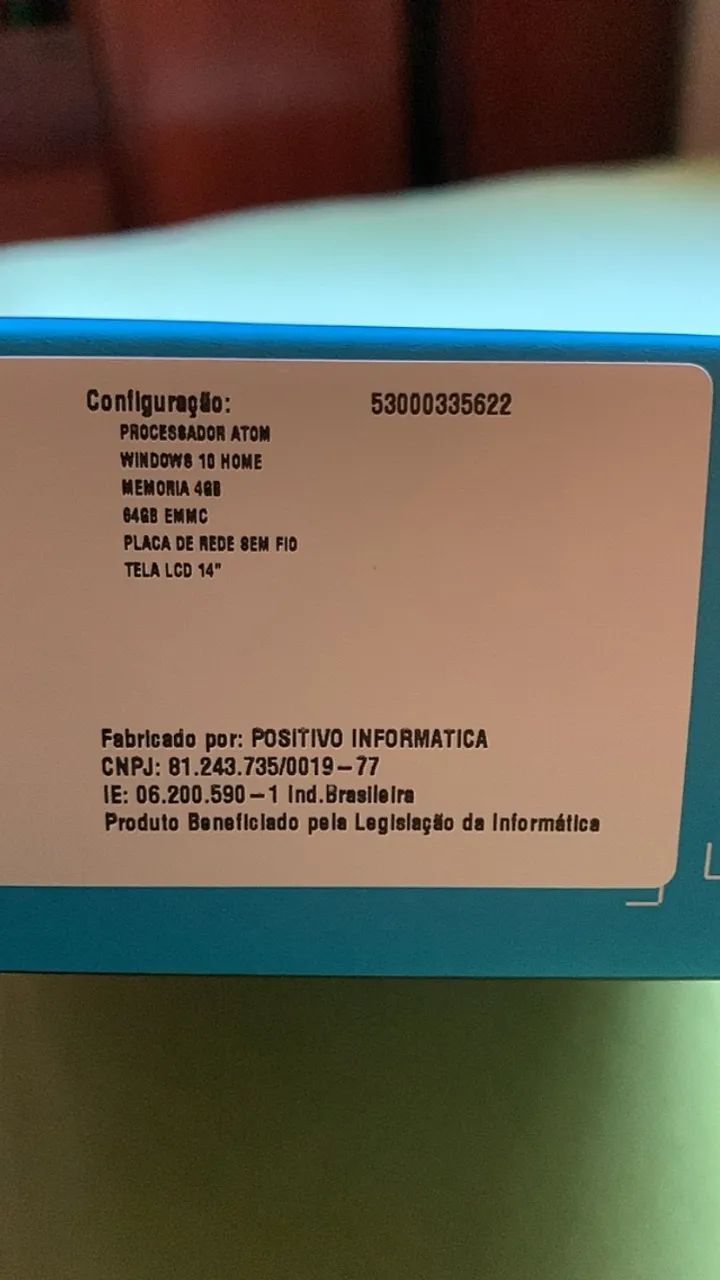 Configuração: 53000335622
PROCESSADOR ATOM
WINDOWS 10 HOME
MEMORIA 4GB
64GB EMMC
PLACA DE REDE SEM FIO
TELA LCD 14"
Fabricado por: POSITIVO INFORMATICA
CNPJ: 81.243.735/0019-77
IE: 06.200.590-1 Ind.Brasileira
Produto Beneficiado pela Legislação da Informática